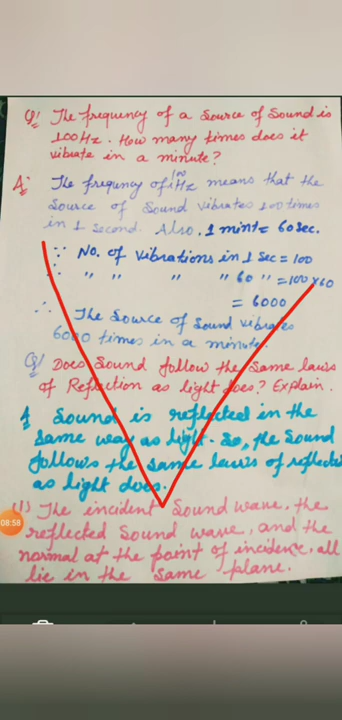 Q! The frequency of a source of sound is
100Hz. How many times does it
vibrate in a minute?
A: The frequency of 1Hz means that the
source of sound vibrates 100 times
in 1 second. Also, 1 mint = 60 sec.
∵ No. of vibrations in 1 Sec = 100
∴ " " " " 60 " = 100 × 60
= 6000
∴ The source of sound vibrates
6000 times in a minute.
Q! Does sound follow the same laws
of Reflection as light does? Explain.
A Sound is reflected in the
same way as light. So, the sound
follows the same laws of reflection
as light does.
(1) The incident sound wave, the
reflected sound wave, and the
normal at the point of incidence, all
lie in the same plane.
08:58